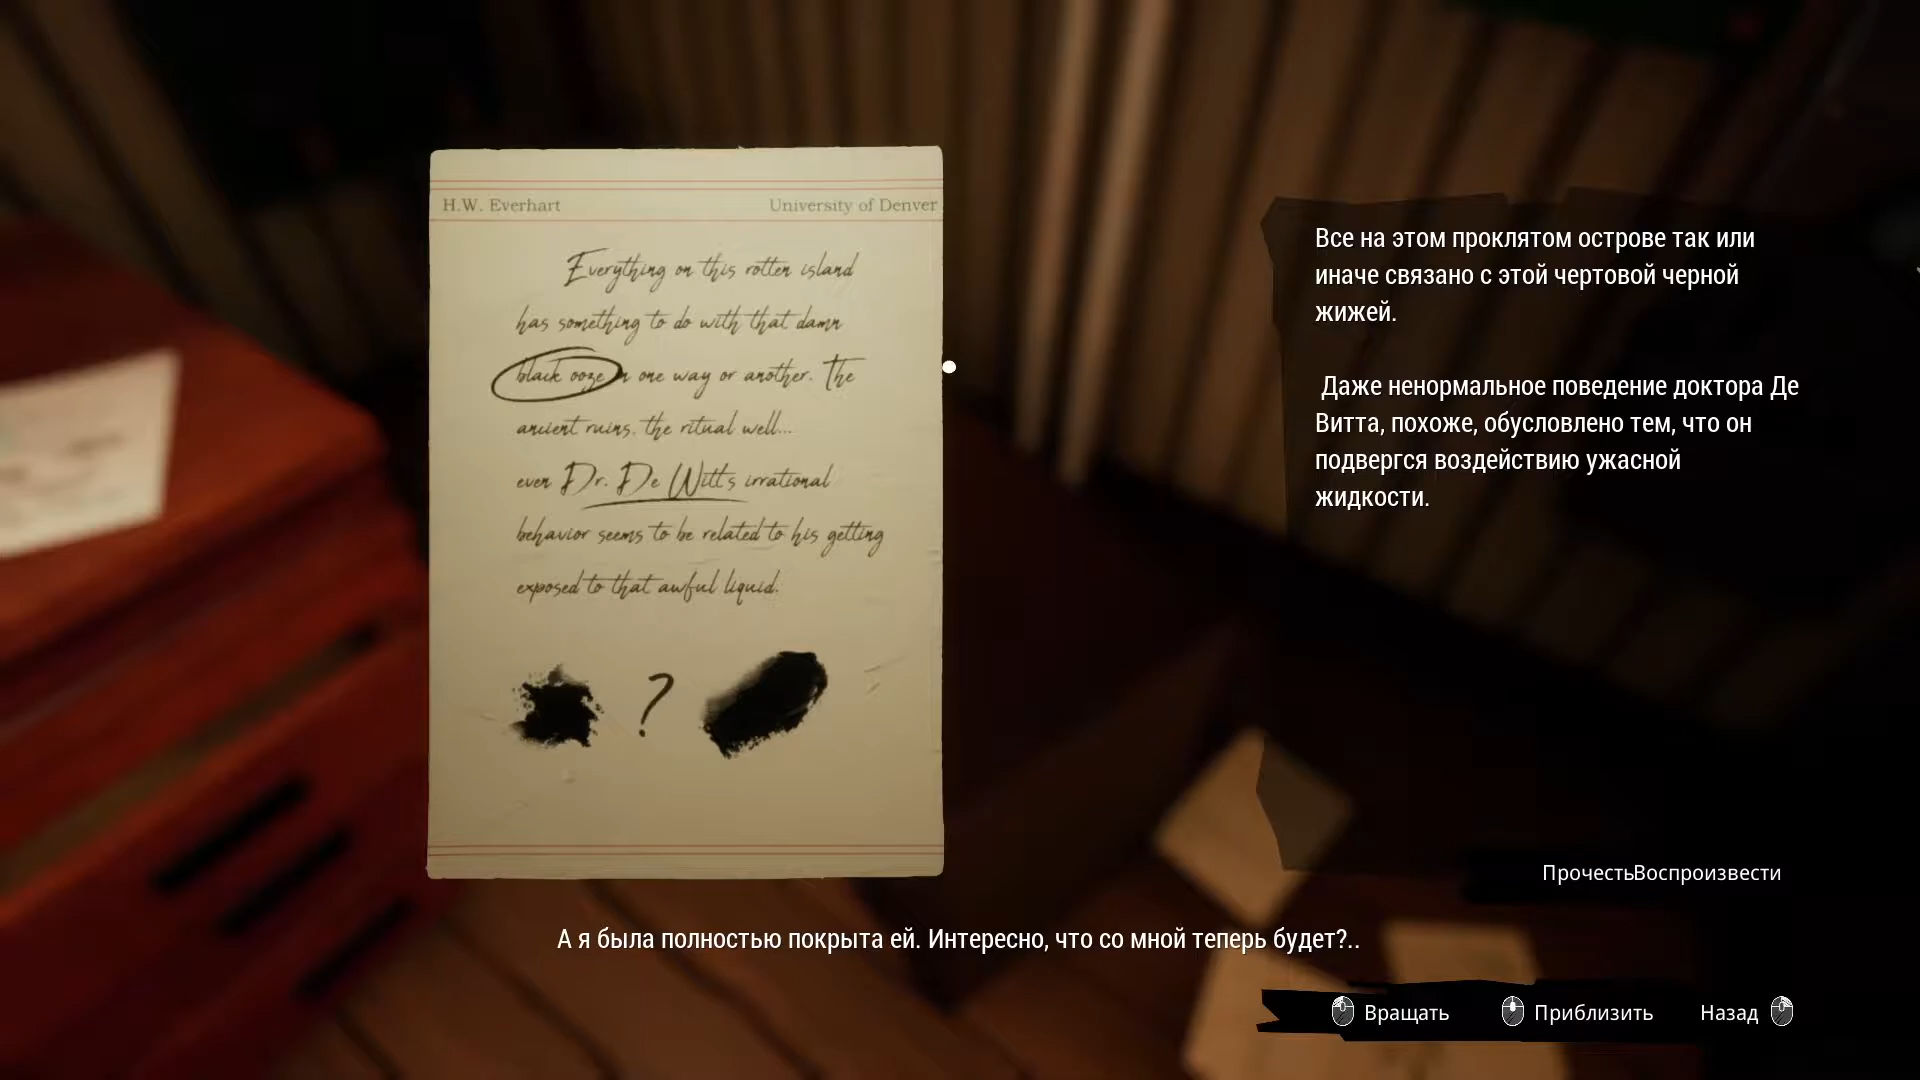 H.W. Everhart
University of Denver
Everything on this rotten island
has something to do with that damn
black ooze in one way or another. The
ancient ruins, the ritual well...
even Dr. De Witt's irrational
behavior seems to be related to his getting
exposed to that awful liquid.
?
Все на этом проклятом острове так или
иначе связано с этой чертовой черной
жижей.
Даже ненормальное поведение доктора Де
Витта, похоже, обусловлено тем, что он
подвергся воздействию ужасной
жидкости.
ПрочестьВоспроизвести
А я была полностью покрыта ей. Интересно, что со мной теперь будет?..
Вращать
Приблизить
Назад